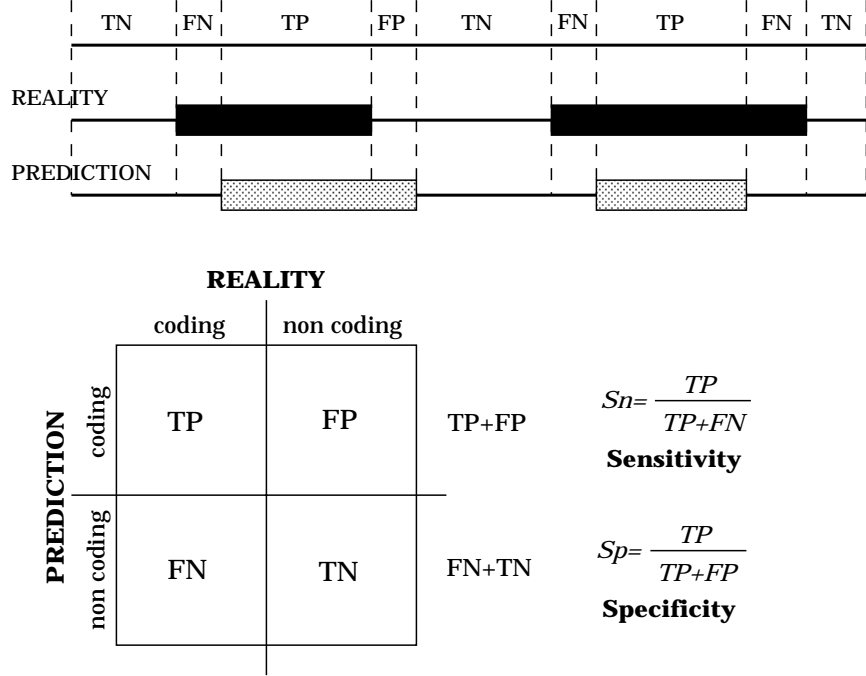 TN FN TP FP TN FN TP FN TN
REALITY
PREDICTION
REALITY
coding non coding
PREDICTION
coding
non coding
TP FP TP+FP
FN TN FN+TN
Sn= TP
TP+FN
Sensitivity
Sp= TP
TP+FP
Specificity